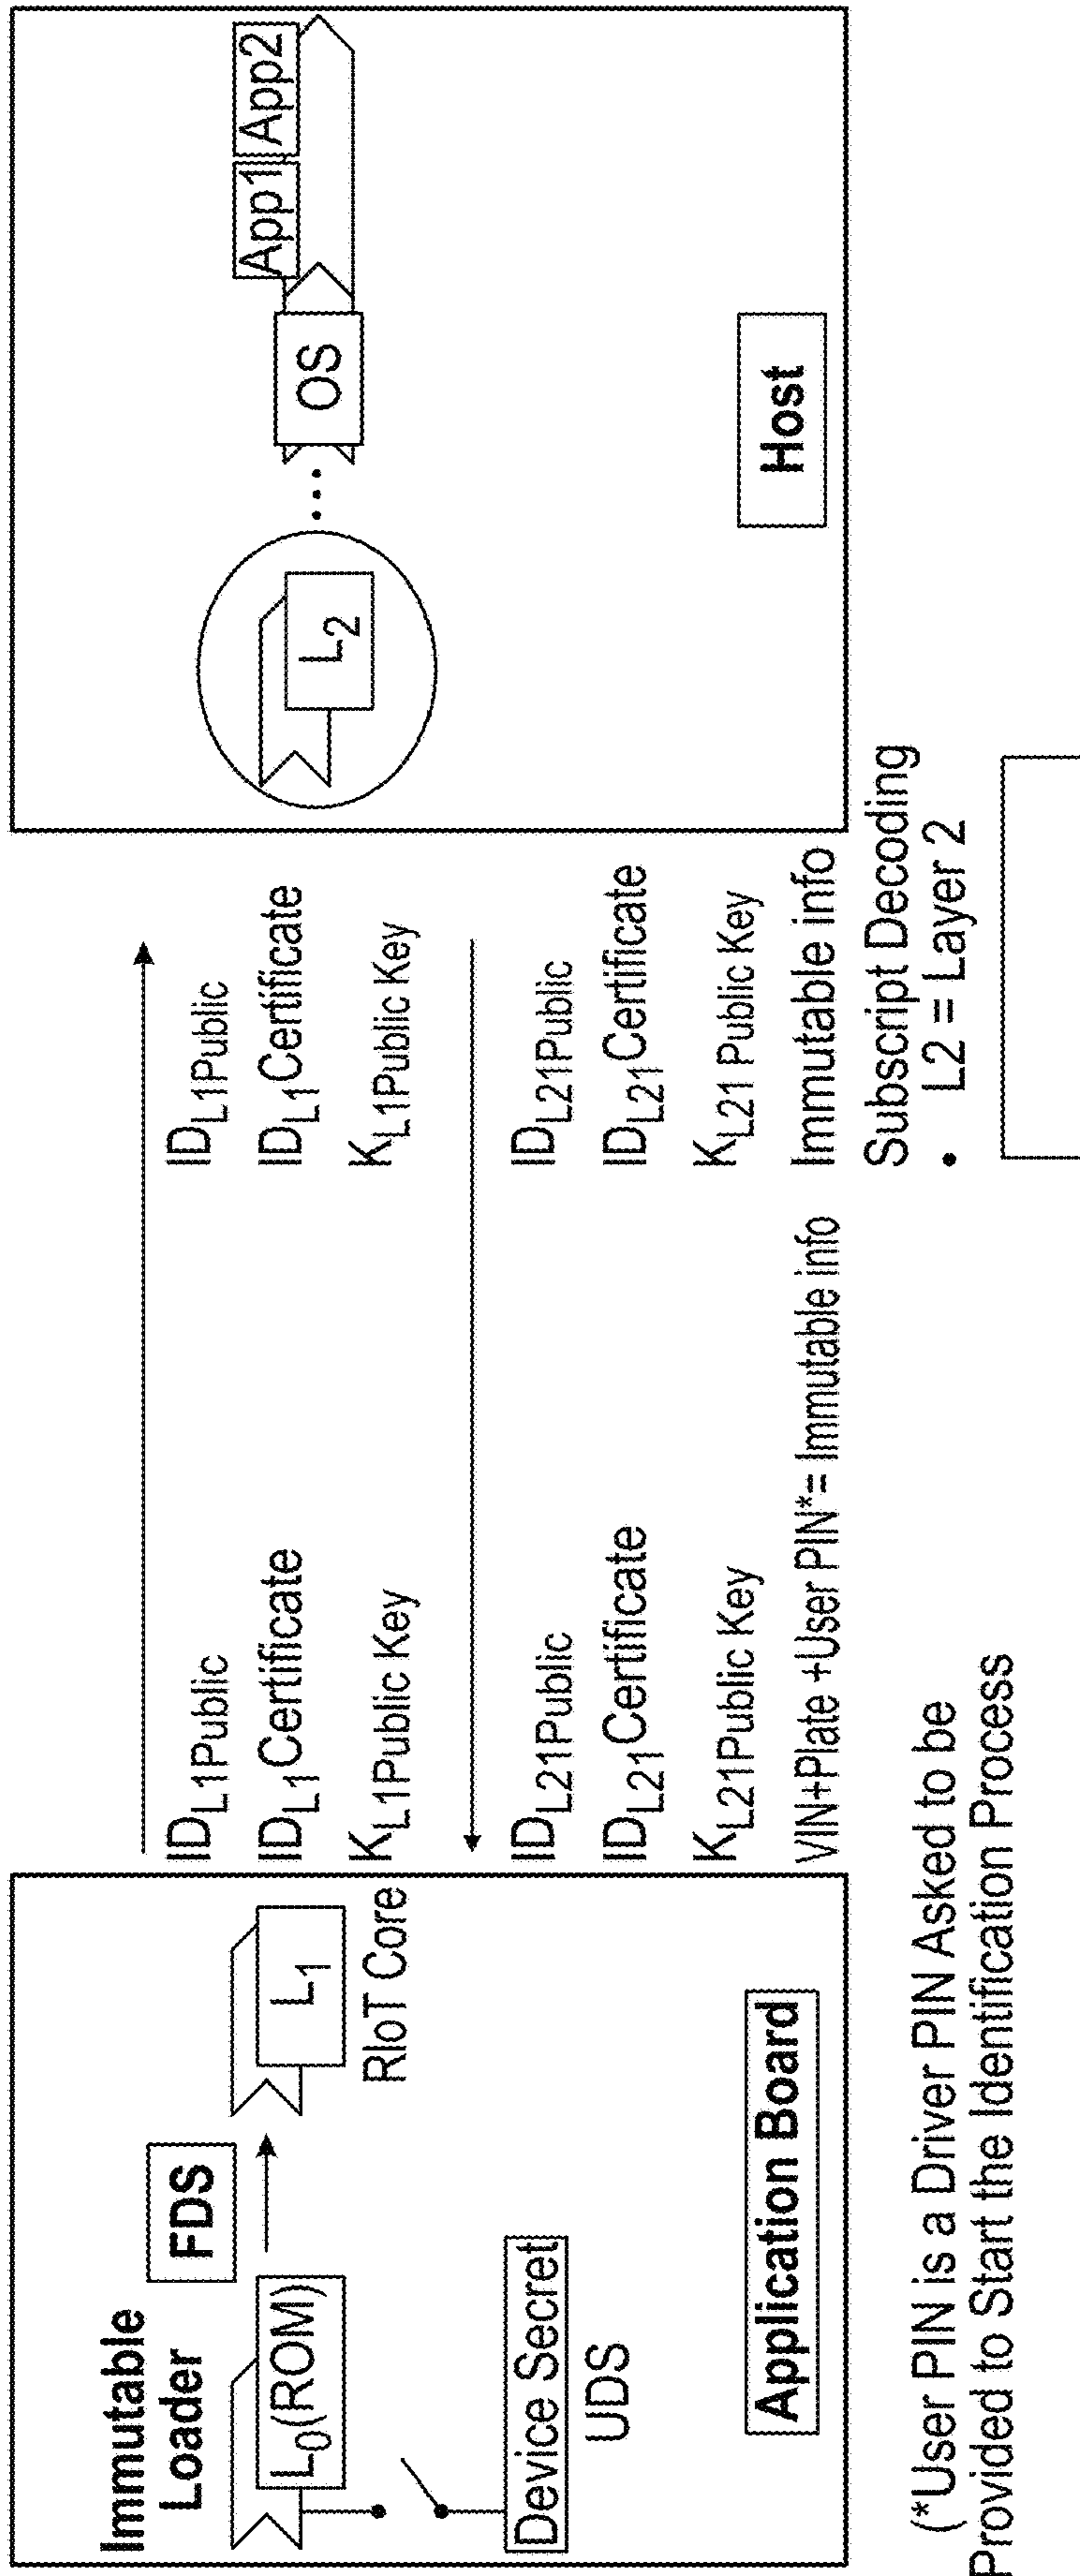 Immutable
Loader
FDS
L0(ROM)
L1
RIoT Core
Device Secret
UDS
Application Board
IDL1Public
IDL1Certificate
KL1Public Key
IDL1Public
IDL1Certificate
KL1Public Key
IDL21Public
IDL21Certificate
KL21Public Key
VIN+Plate +User PIN*= Immutable info
IDL21Public
IDL21Certificate
KL21 Public Key
Immutable info
L2
OS
App1
App2
Host
Subscript Decoding
• L2 = Layer 2
(*User PIN is a Driver PIN Asked to be
Provided to Start the Identification Process